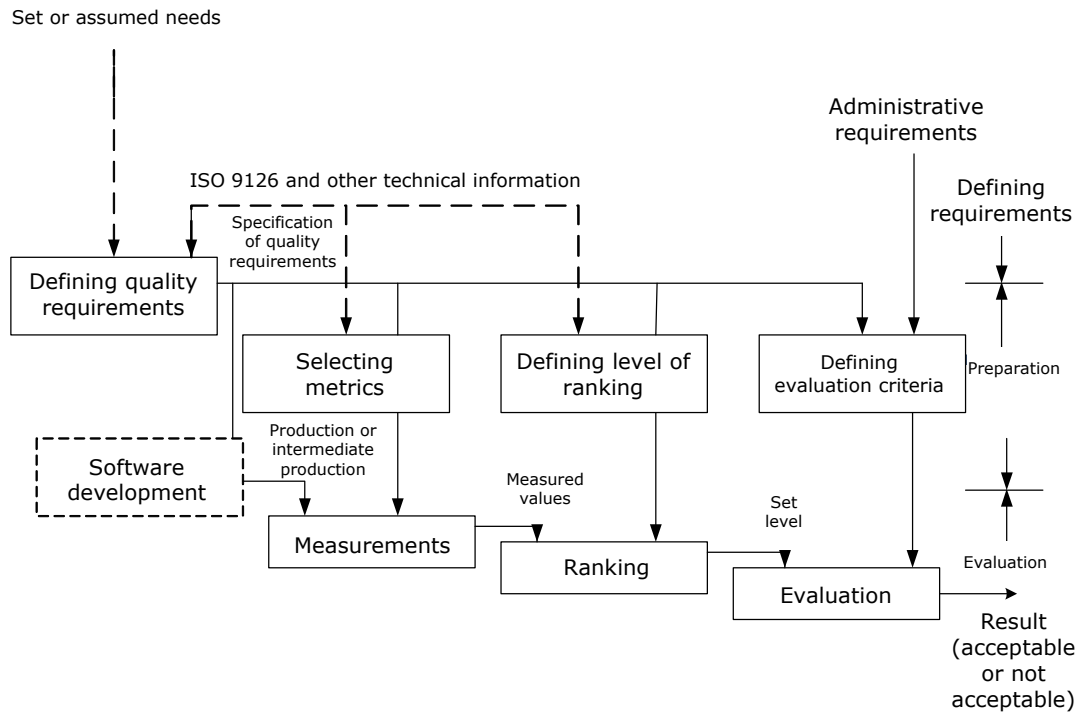 Set or assumed needs
Administrative
requirements
ISO 9126 and other technical information
Defining
requirements
Specification
of quality
requirements
Defining quality
requirements
Selecting
metrics
Defining level of
ranking
Defining
evaluation criteria
Preparation
Production or
intermediate
production
Software
development
Measured
values
Set
level
Measurements
Ranking
Evaluation
Evaluation
Result
(acceptable
or not
acceptable)